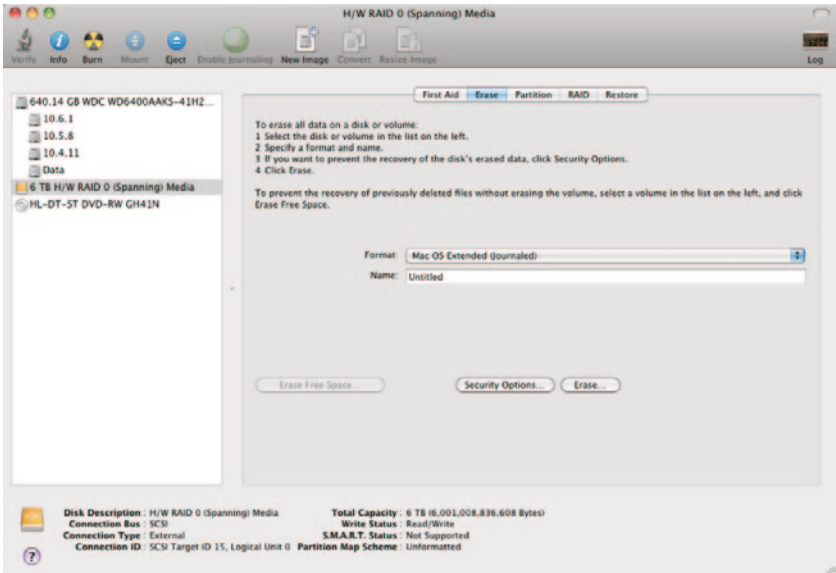 H/W RAID 0 (Spanning) Media
Verify Info Burn Mount Eject Enable Journaling New Image Convert Resize Image Log
640.14 GB WDC WD6400AAKS-41H2...
10.6.1
10.5.8
10.4.11
Data
6 TB H/W RAID 0 (Spanning) Media
HL-DT-ST DVD-RW GH41N
First Aid Erase Partition RAID Restore
To erase all data on a disk or volume:
1 Select the disk or volume in the list on the left.
2 Specify a format and name.
3 If you want to prevent the recovery of the disk's erased data, click Security Options.
4 Click Erase.
To prevent the recovery of previously deleted files without erasing the volume, select a volume in the list on the left, and click
Erase Free Space.
Format: Mac OS Extended (Journaled)
Name: Untitled
Erase Free Space... Security Options... Erase...
Disk Description : H/W RAID 0 (Spanning) Media Total Capacity : 6 TB (6,001,008,836,608 Bytes)
Connection Bus : SCSI Write Status : Read/Write
Connection Type : External S.M.A.R.T. Status : Not Supported
Connection ID : SCSI Target ID 15, Logical Unit 0 Partition Map Scheme : Unformatted
?